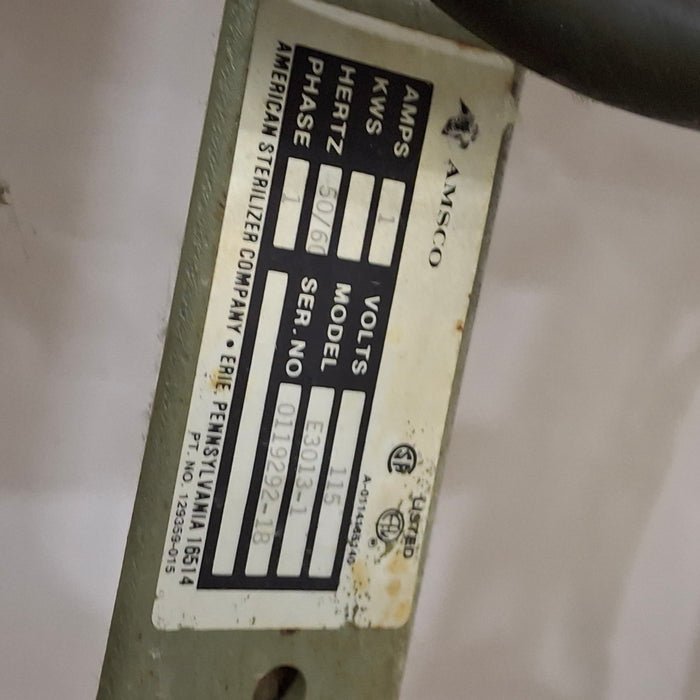 AMSCO
LISTED
AMPS 1 VOLTS 115
KWS MODEL E3013-1
HERTZ 50/60 SER. NO 0119292-18
PHASE 1
AMERICAN STERILIZER COMPANY • ERIE, PENNSYLVANIA 16514
PT. NO. 129359-015